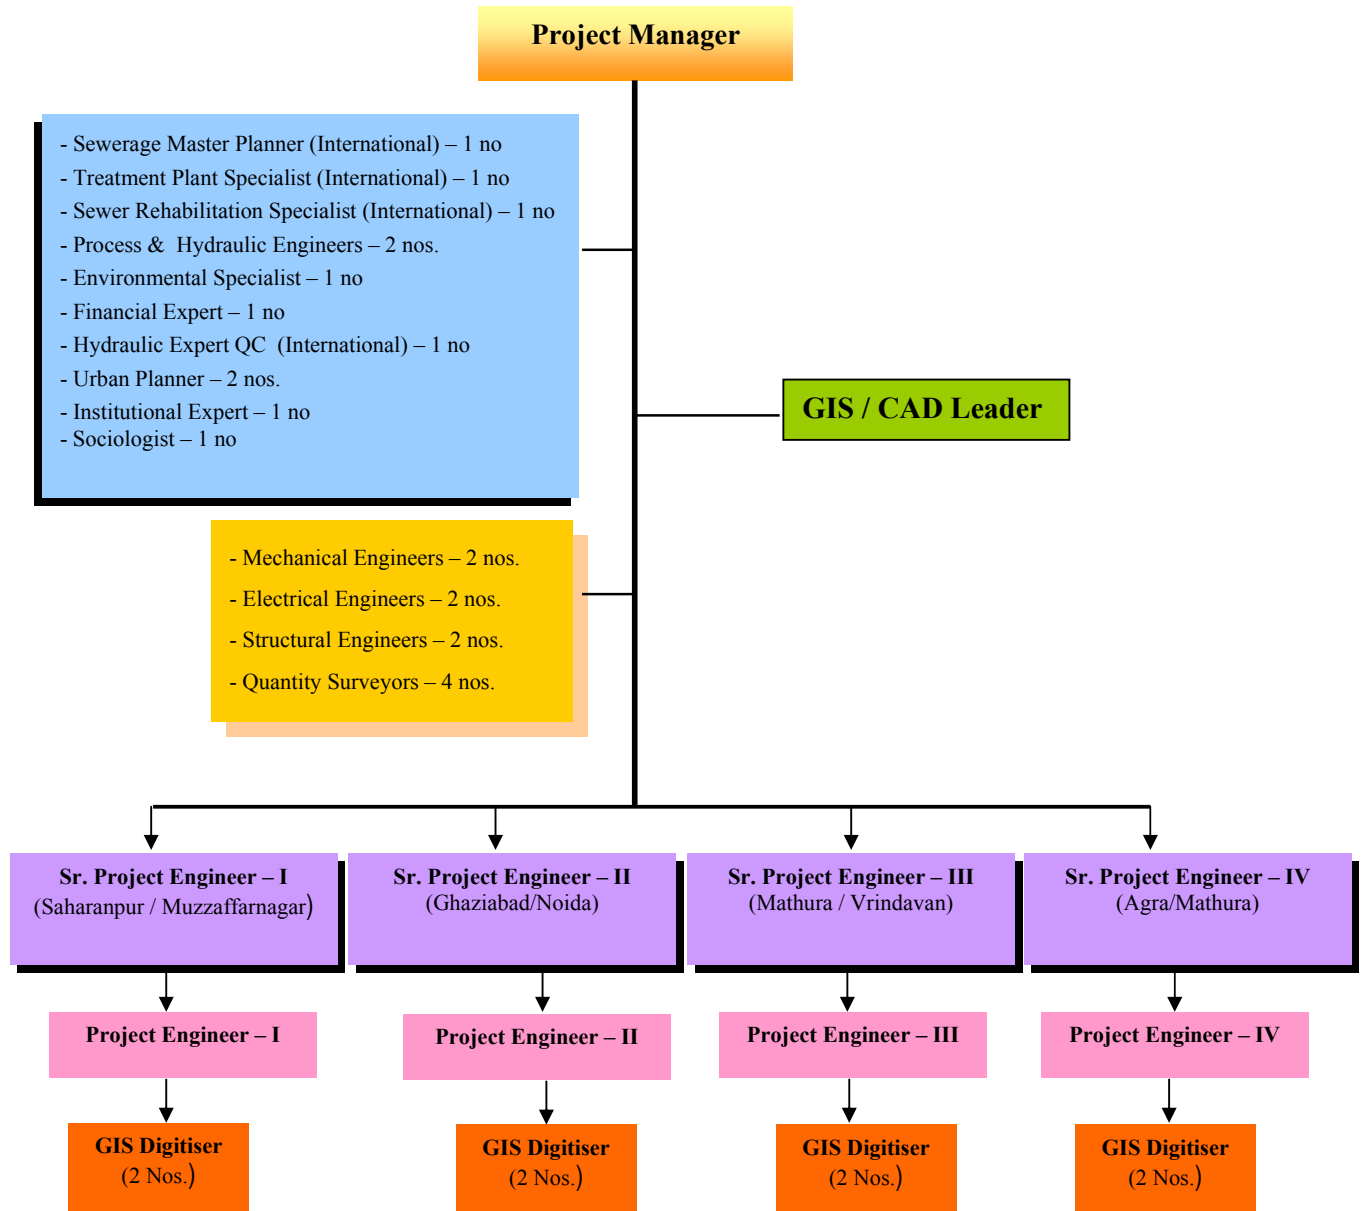 Project Manager
- Sewerage Master Planner (International) – 1 no
- Treatment Plant Specialist (International) – 1 no
- Sewer Rehabilitation Specialist (International) – 1 no
- Process & Hydraulic Engineers – 2 nos.
- Environmental Specialist – 1 no
- Financial Expert – 1 no
- Hydraulic Expert QC (International) – 1 no
- Urban Planner – 2 nos.
- Institutional Expert – 1 no
- Sociologist – 1 no
GIS / CAD Leader
- Mechanical Engineers – 2 nos.
- Electrical Engineers – 2 nos.
- Structural Engineers – 2 nos.
- Quantity Surveyors – 4 nos.
Sr. Project Engineer – I
(Saharanpur / Muzzaffarnagar)
Sr. Project Engineer – II
(Ghaziabad/Noida)
Sr. Project Engineer – III
(Mathura / Vrindavan)
Sr. Project Engineer – IV
(Agra/Mathura)
Project Engineer – I
Project Engineer – II
Project Engineer – III
Project Engineer – IV
GIS Digitiser
(2 Nos.)
GIS Digitiser
(2 Nos.)
GIS Digitiser
(2 Nos.)
GIS Digitiser
(2 Nos.)